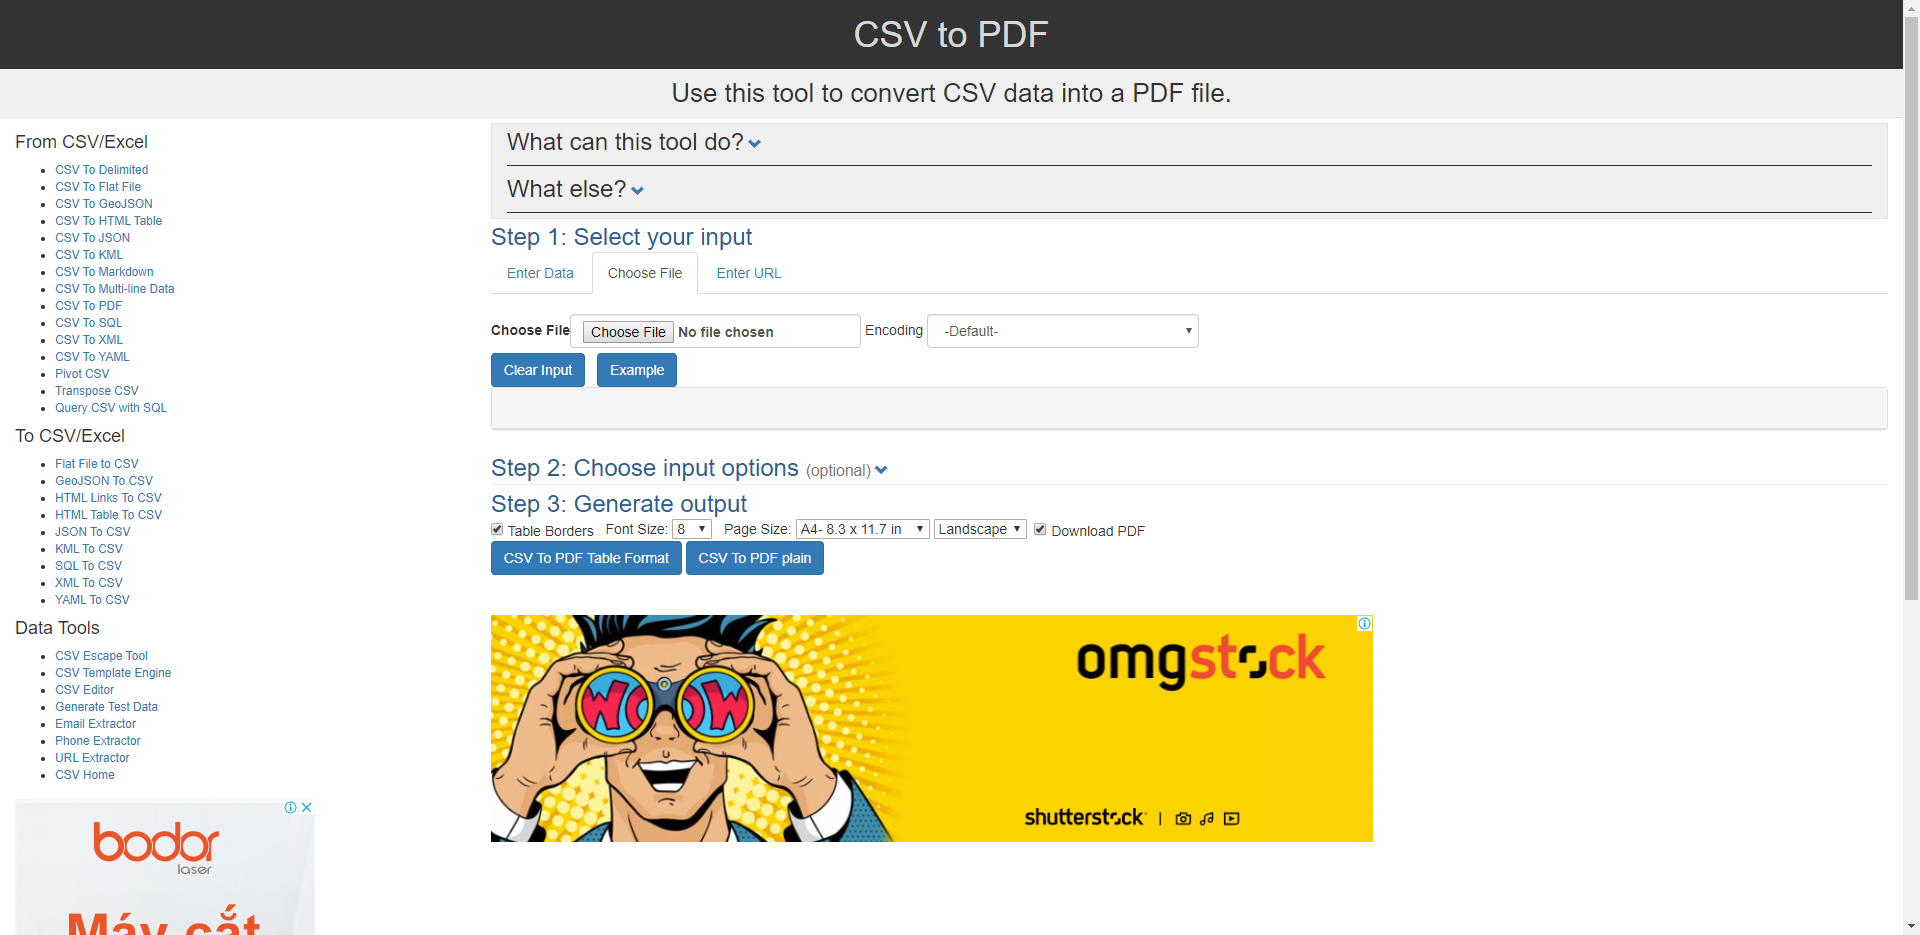 CSV to PDF
Use this tool to convert CSV data into a PDF file.
From CSV/Excel
CSV To Delimited
CSV To Flat File
CSV To GeoJSON
CSV To HTML Table
CSV To JSON
CSV To KML
CSV To Markdown
CSV To Multi-line Data
CSV To PDF
CSV To SQL
CSV To XML
CSV To YAML
Pivot CSV
Transpose CSV
Query CSV with SQL
To CSV/Excel
Flat File to CSV
GeoJSON To CSV
HTML Links To CSV
HTML Table To CSV
JSON To CSV
KML To CSV
SQL To CSV
XML To CSV
YAML To CSV
Data Tools
CSV Escape Tool
CSV Template Engine
CSV Editor
Generate Test Data
Email Extractor
Phone Extractor
URL Extractor
CSV Home
bodor
laser
Máy cắt
What can this tool do?
What else?
Step 1: Select your input
Enter Data Choose File Enter URL
Choose File Choose File No file chosen Encoding -Default-
Clear Input Example
Step 2: Choose input options (optional)
Step 3: Generate output
Table Borders Font Size: 8 Page Size: A4- 8.3 x 11.7 in Landscape Download PDF
CSV To PDF Table Format CSV To PDF plain
WO OW
omgstock
shutterstock |